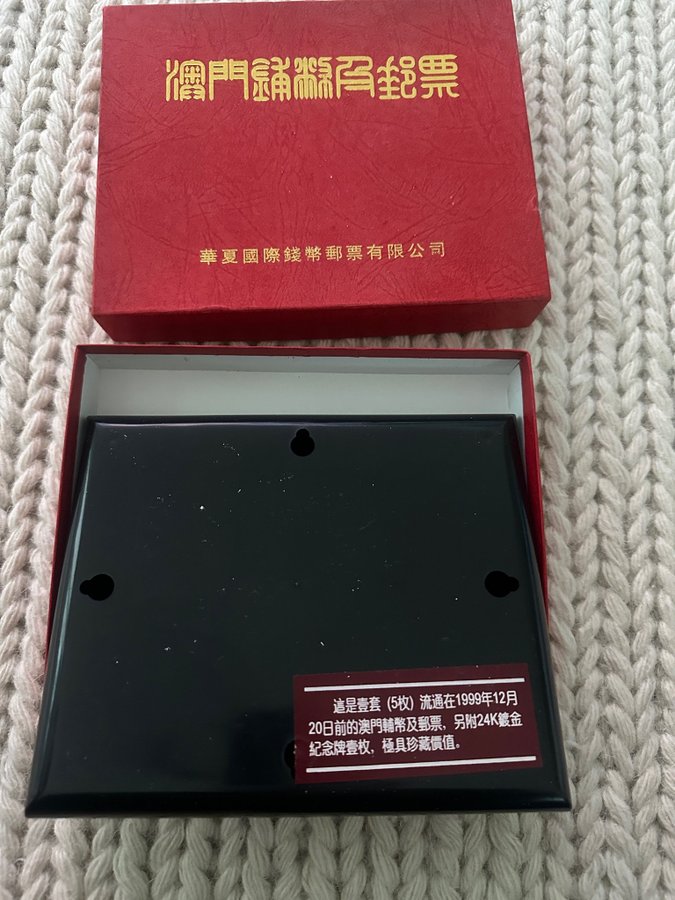 澳門鋪幣及郵票
華夏國際錢幣郵票有限公司
這是壹套 (5枚) 流通在1999年12月
20日前的澳門輔幣及郵票, 另附24K鍍金
紀念牌壹枚, 極具珍藏價值。